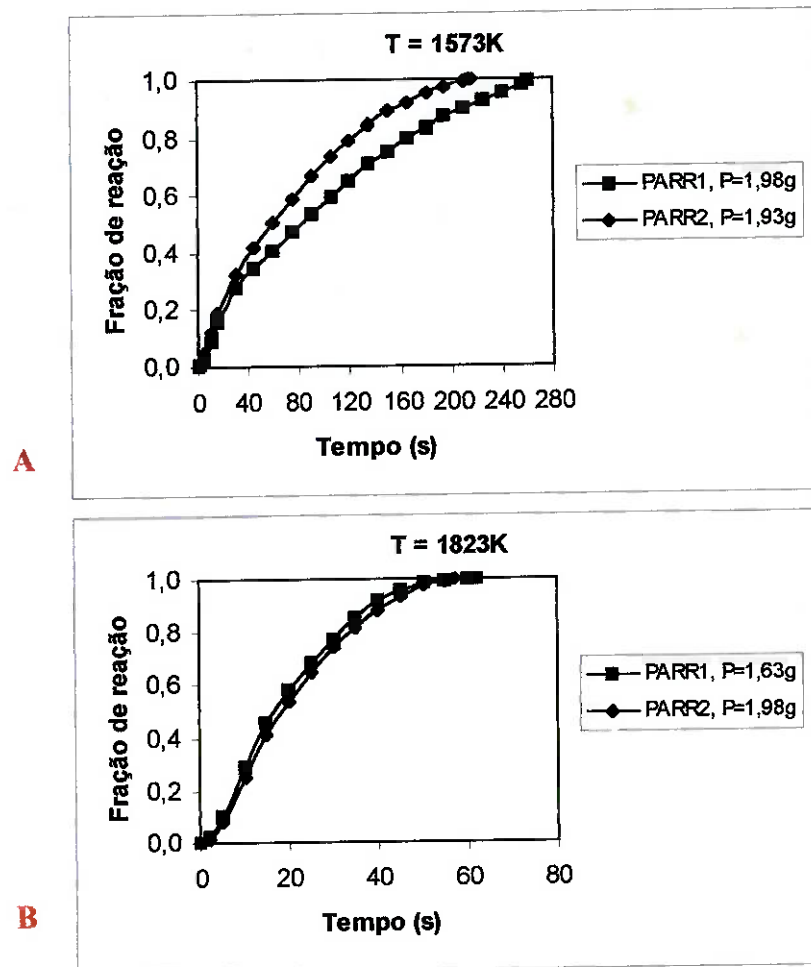 T = 1573K
Fração de reação
1,0
0,8
0,6
0,4
0,2
0,0
0 40 80 120 160 200 240 280
Tempo (s)
PARR1, P=1,98g
PARR2, P=1,93g
A
T = 1823K
Fração de reação
1,0
0,8
0,6
0,4
0,2
0,0
0 20 40 60 80
Tempo (s)
PARR1, P=1,63g
PARR2, P=1,98g
B